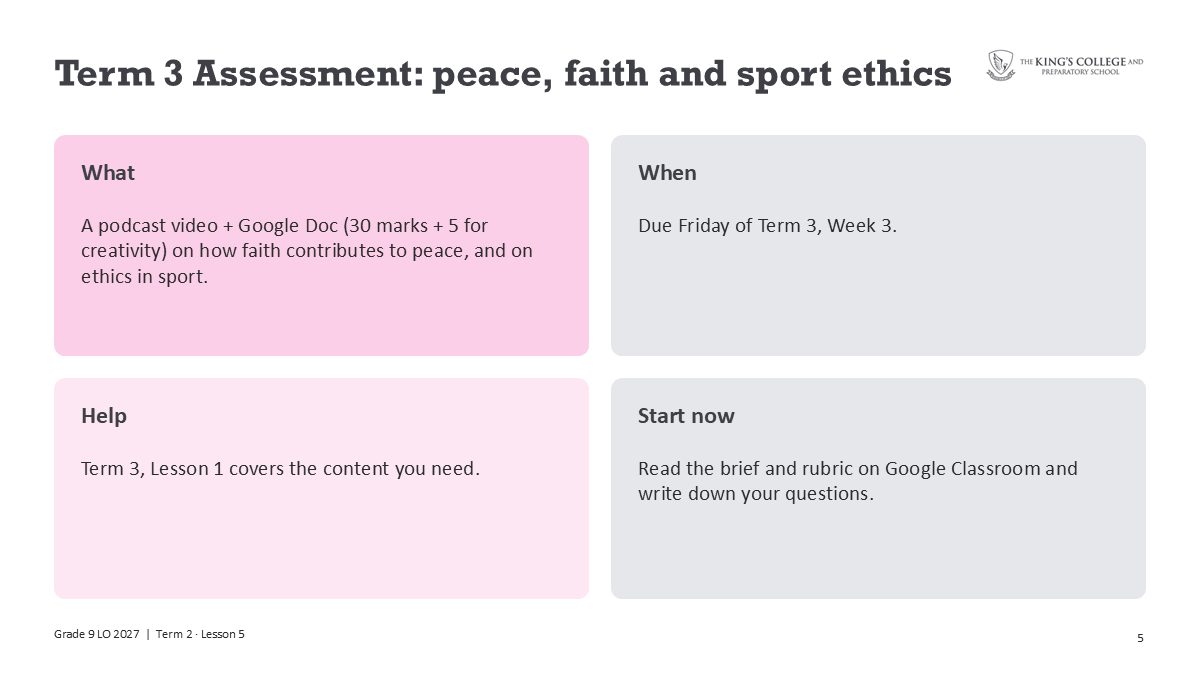 Term 3 Assessment: peace, faith and sport ethics
THE KING'S COLLEGE AND
PREPARATORY SCHOOL
What
A podcast video + Google Doc (30 marks + 5 for
creativity) on how faith contributes to peace, and on
ethics in sport.
When
Due Friday of Term 3, Week 3.
Help
Term 3, Lesson 1 covers the content you need.
Start now
Read the brief and rubric on Google Classroom and
write down your questions.
Grade 9 LO 2027 | Term 2 · Lesson 5
5